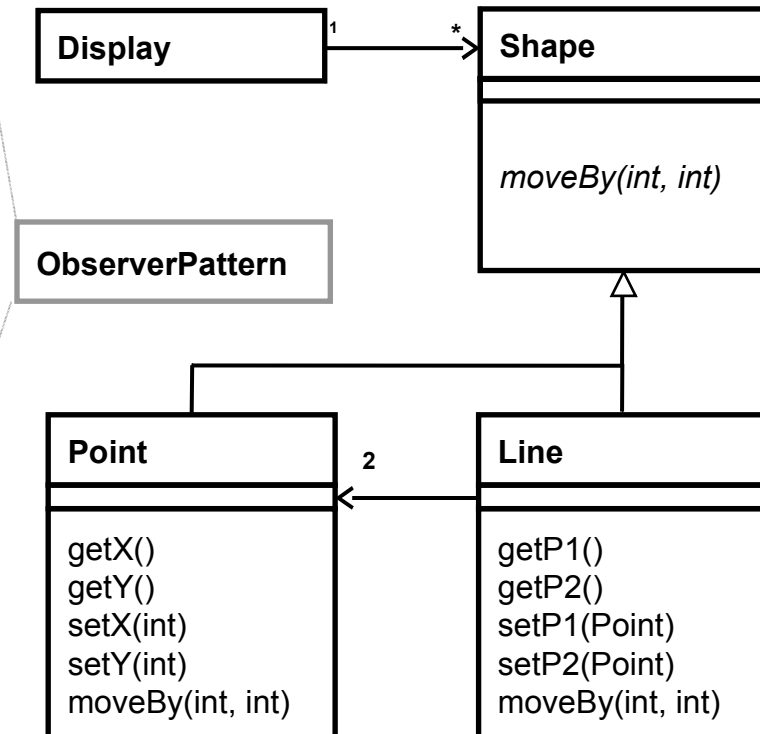 Display
1
*
Shape
moveBy(int, int)
ObserverPattern
Point
2
Line
getX()
getY()
setX(int)
setY(int)
moveBy(int, int)
getP1()
getP2()
setP1(Point)
setP2(Point)
moveBy(int, int)